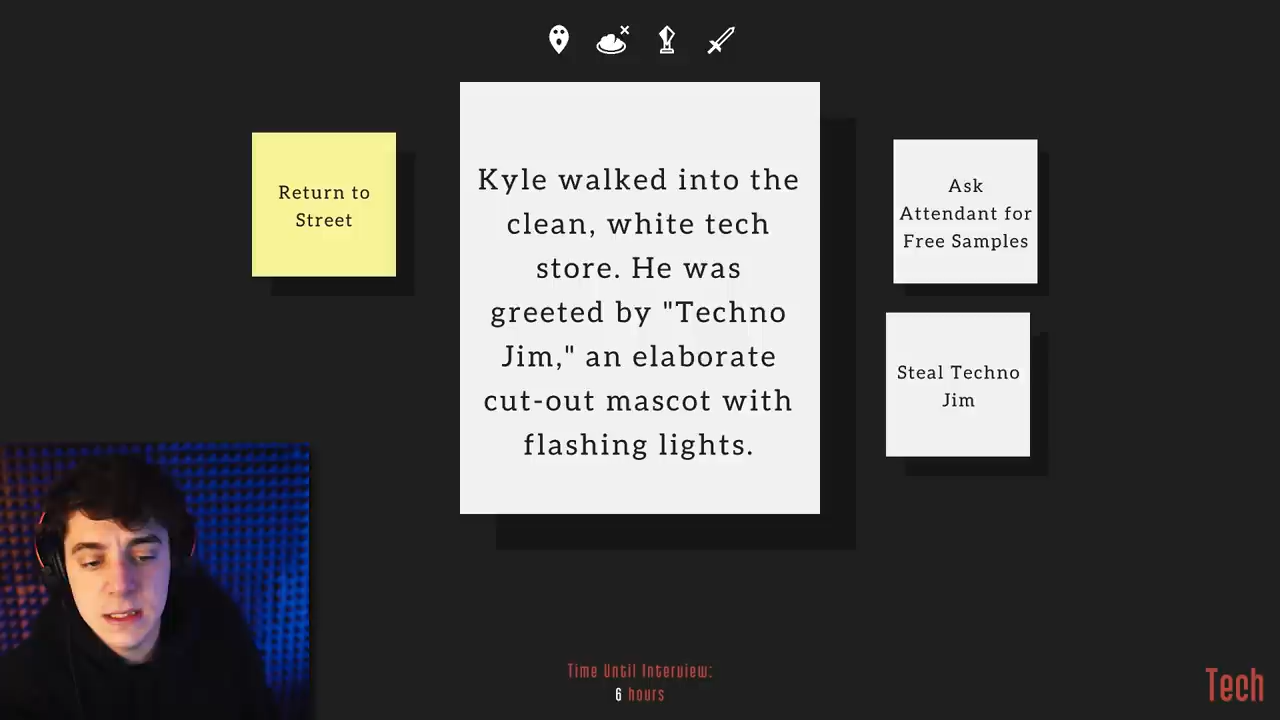 Return to
Street
Kyle walked into the
clean, white tech
store. He was
greeted by "Techno
Jim," an elaborate
cut-out mascot with
flashing lights.
Ask
Attendant for
Free Samples
Steal Techno
Jim
Time Until Interview:
6 hours
Tech